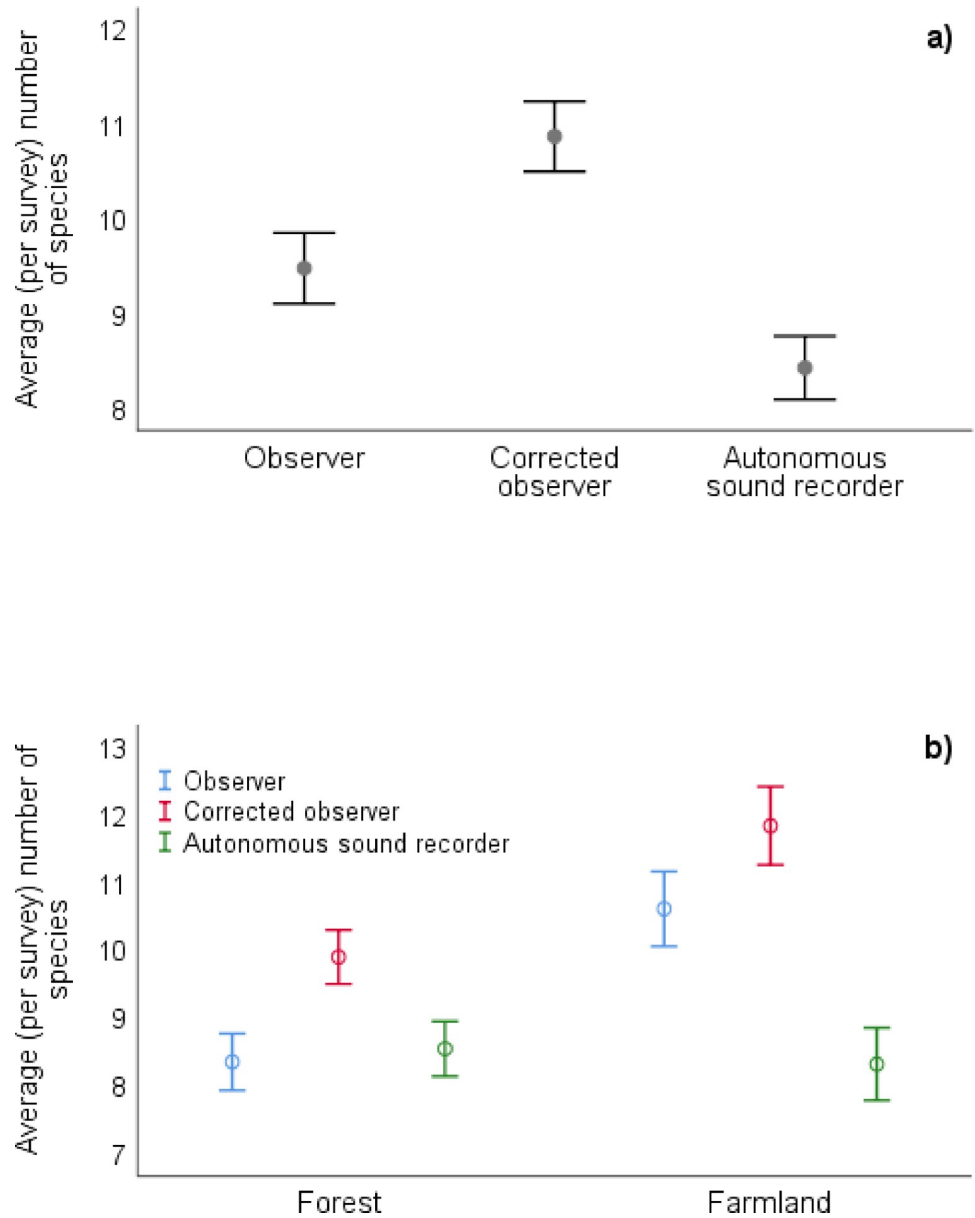 a)
Average (per survey) number
of species
12
11
10
9
8
Observer
Corrected
observer
Autonomous
sound recorder
b)
Average (per survey) number of
species
13
12
11
10
9
8
7
Observer
Corrected observer
Autonomous sound recorder
Forest
Farmland